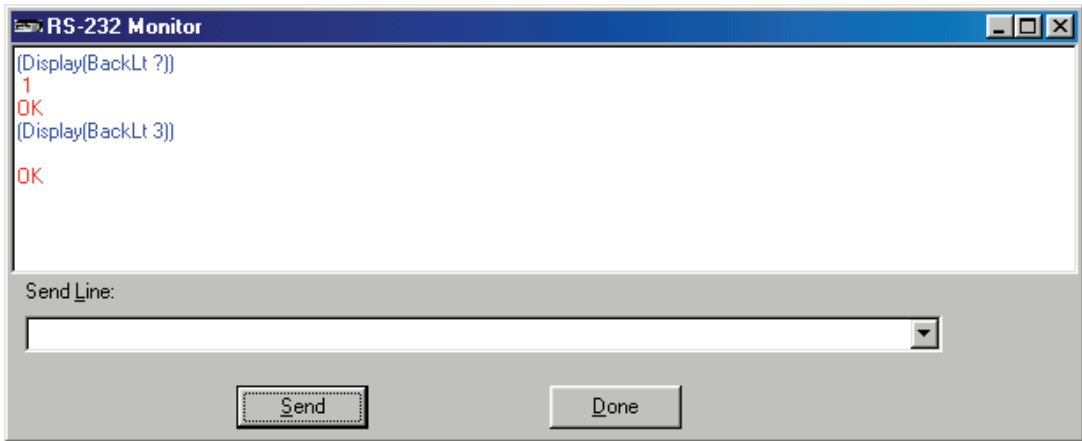 RS-232 Monitor
(Display(BackLt ?))
1
OK
(Display(BackLt 3))
OK
Send Line:
Send
Done